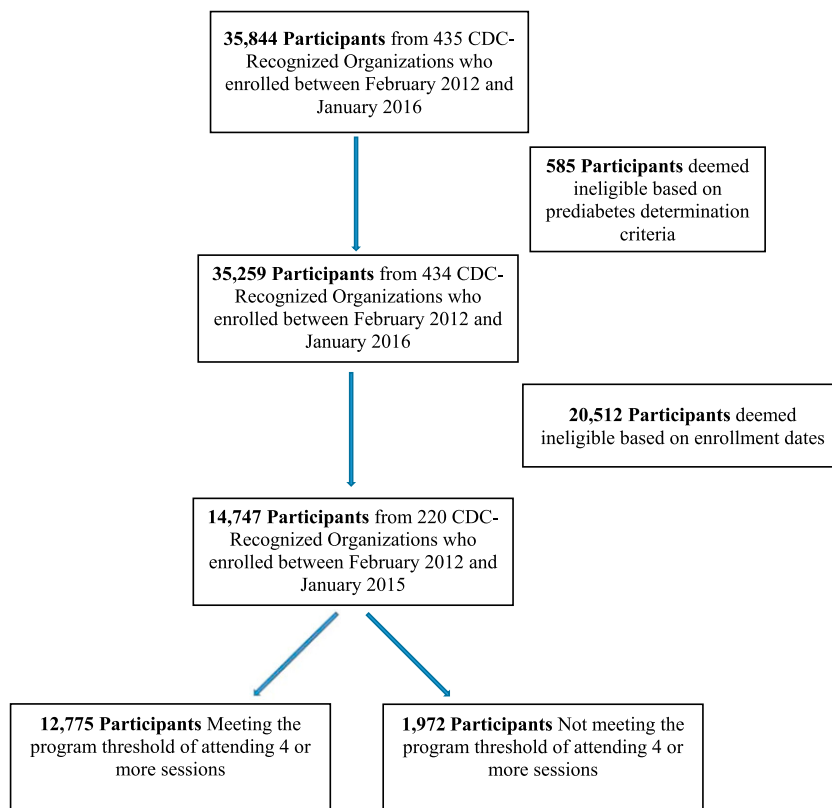 35,844 Participants from 435 CDC-
Recognized Organizations who
enrolled between February 2012 and
January 2016
585 Participants deemed
ineligible based on
prediabetes determination
criteria
35,259 Participants from 434 CDC-
Recognized Organizations who
enrolled between February 2012 and
January 2016
20,512 Participants deemed
ineligible based on enrollment dates
14,747 Participants from 220 CDC-
Recognized Organizations who
enrolled between February 2012 and
January 2015
12,775 Participants Meeting the
program threshold of attending 4 or
more sessions
1,972 Participants Not meeting the
program threshold of attending 4 or
more sessions